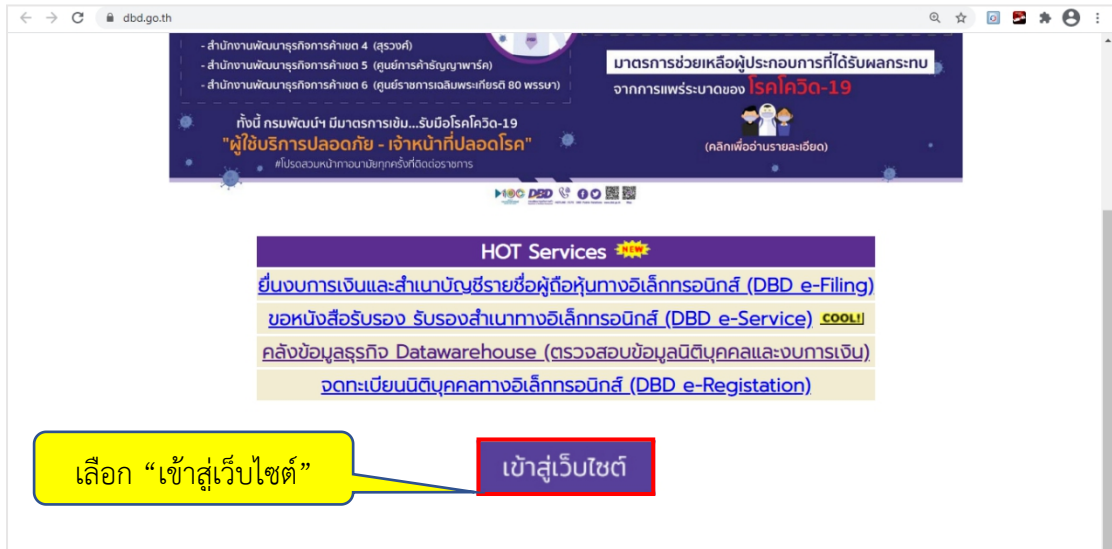 dbd.go.th
- สำนักงานพัฒนาธุรกิจการค้าเขต 4 (สุรวงศ์)
- สำนักงานพัฒนาธุรกิจการค้าเขต 5 (ศูนย์การค้าธัญญาพาร์ค)
- สำนักงานพัฒนาธุรกิจการค้าเขต 6 (ศูนย์ราชการเฉลิมพระเกียรติ 80 พรรษา)
ทั้งนี้ กรมพัฒน์ฯ มีมาตรการเข้ม...รับมือโรคโควิด-19
"ผู้ใช้บริการปลอดภัย - เจ้าหน้าที่ปลอดโรค"
#โปรดสวมหน้ากากอนามัยทุกครั้งที่ติดต่อราชการ
มาตรการช่วยเหลือผู้ประกอบการที่ได้รับผลกระทบ
จากการแพร่ระบาดของ โรคโควิด-19
(คลิกเพื่ออ่านรายละเอียด)
DBD
HOT Services NEW
ยื่นงบการเงินและสำเนาบัญชีรายชื่อผู้ถือหุ้นทางอิเล็กทรอนิกส์ (DBD e-Filing)
ขอหนังสือรับรอง รับรองสำเนาทางอิเล็กทรอนิกส์ (DBD e-Service) COOL!
คลังข้อมูลธุรกิจ Datawarehouse (ตรวจสอบข้อมูลนิติบุคคลและงบการเงิน)
จดทะเบียนนิติบุคคลทางอิเล็กทรอนิกส์ (DBD e-Registation)
เลือก “เข้าสู่เว็บไซต์”
เข้าสู่เว็บไซต์